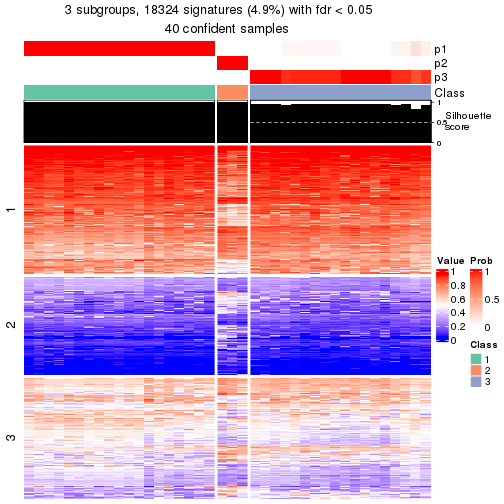 3 subgroups, 18324 signatures (4.9%) with fdr < 0.05
40 confident samples
p1
p2
p3
Class
1
0.5
0
Silhouette
score
1
2
3
Value
1
0.8
0.6
0.4
0.2
0
Prob
1
0.5
0
Class
1
2
3